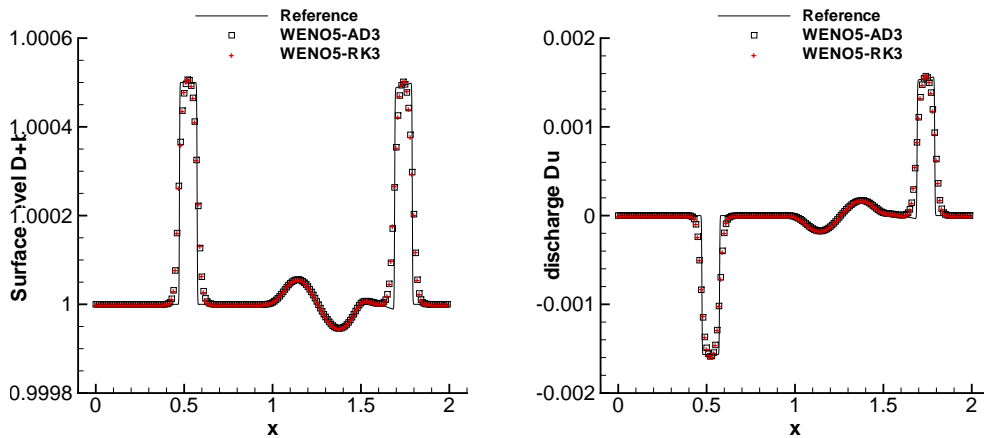 Reference
WENO5-AD3
WENO5-RK3
1.0006
1.0004
1.0002
1
0.9998
Surface level D+
0
0.5
1
1.5
2
x
Reference
WENO5-AD3
WENO5-RK3
0.002
0.001
0
-0.001
-0.002
discharge Du
0
0.5
1
1.5
2
x